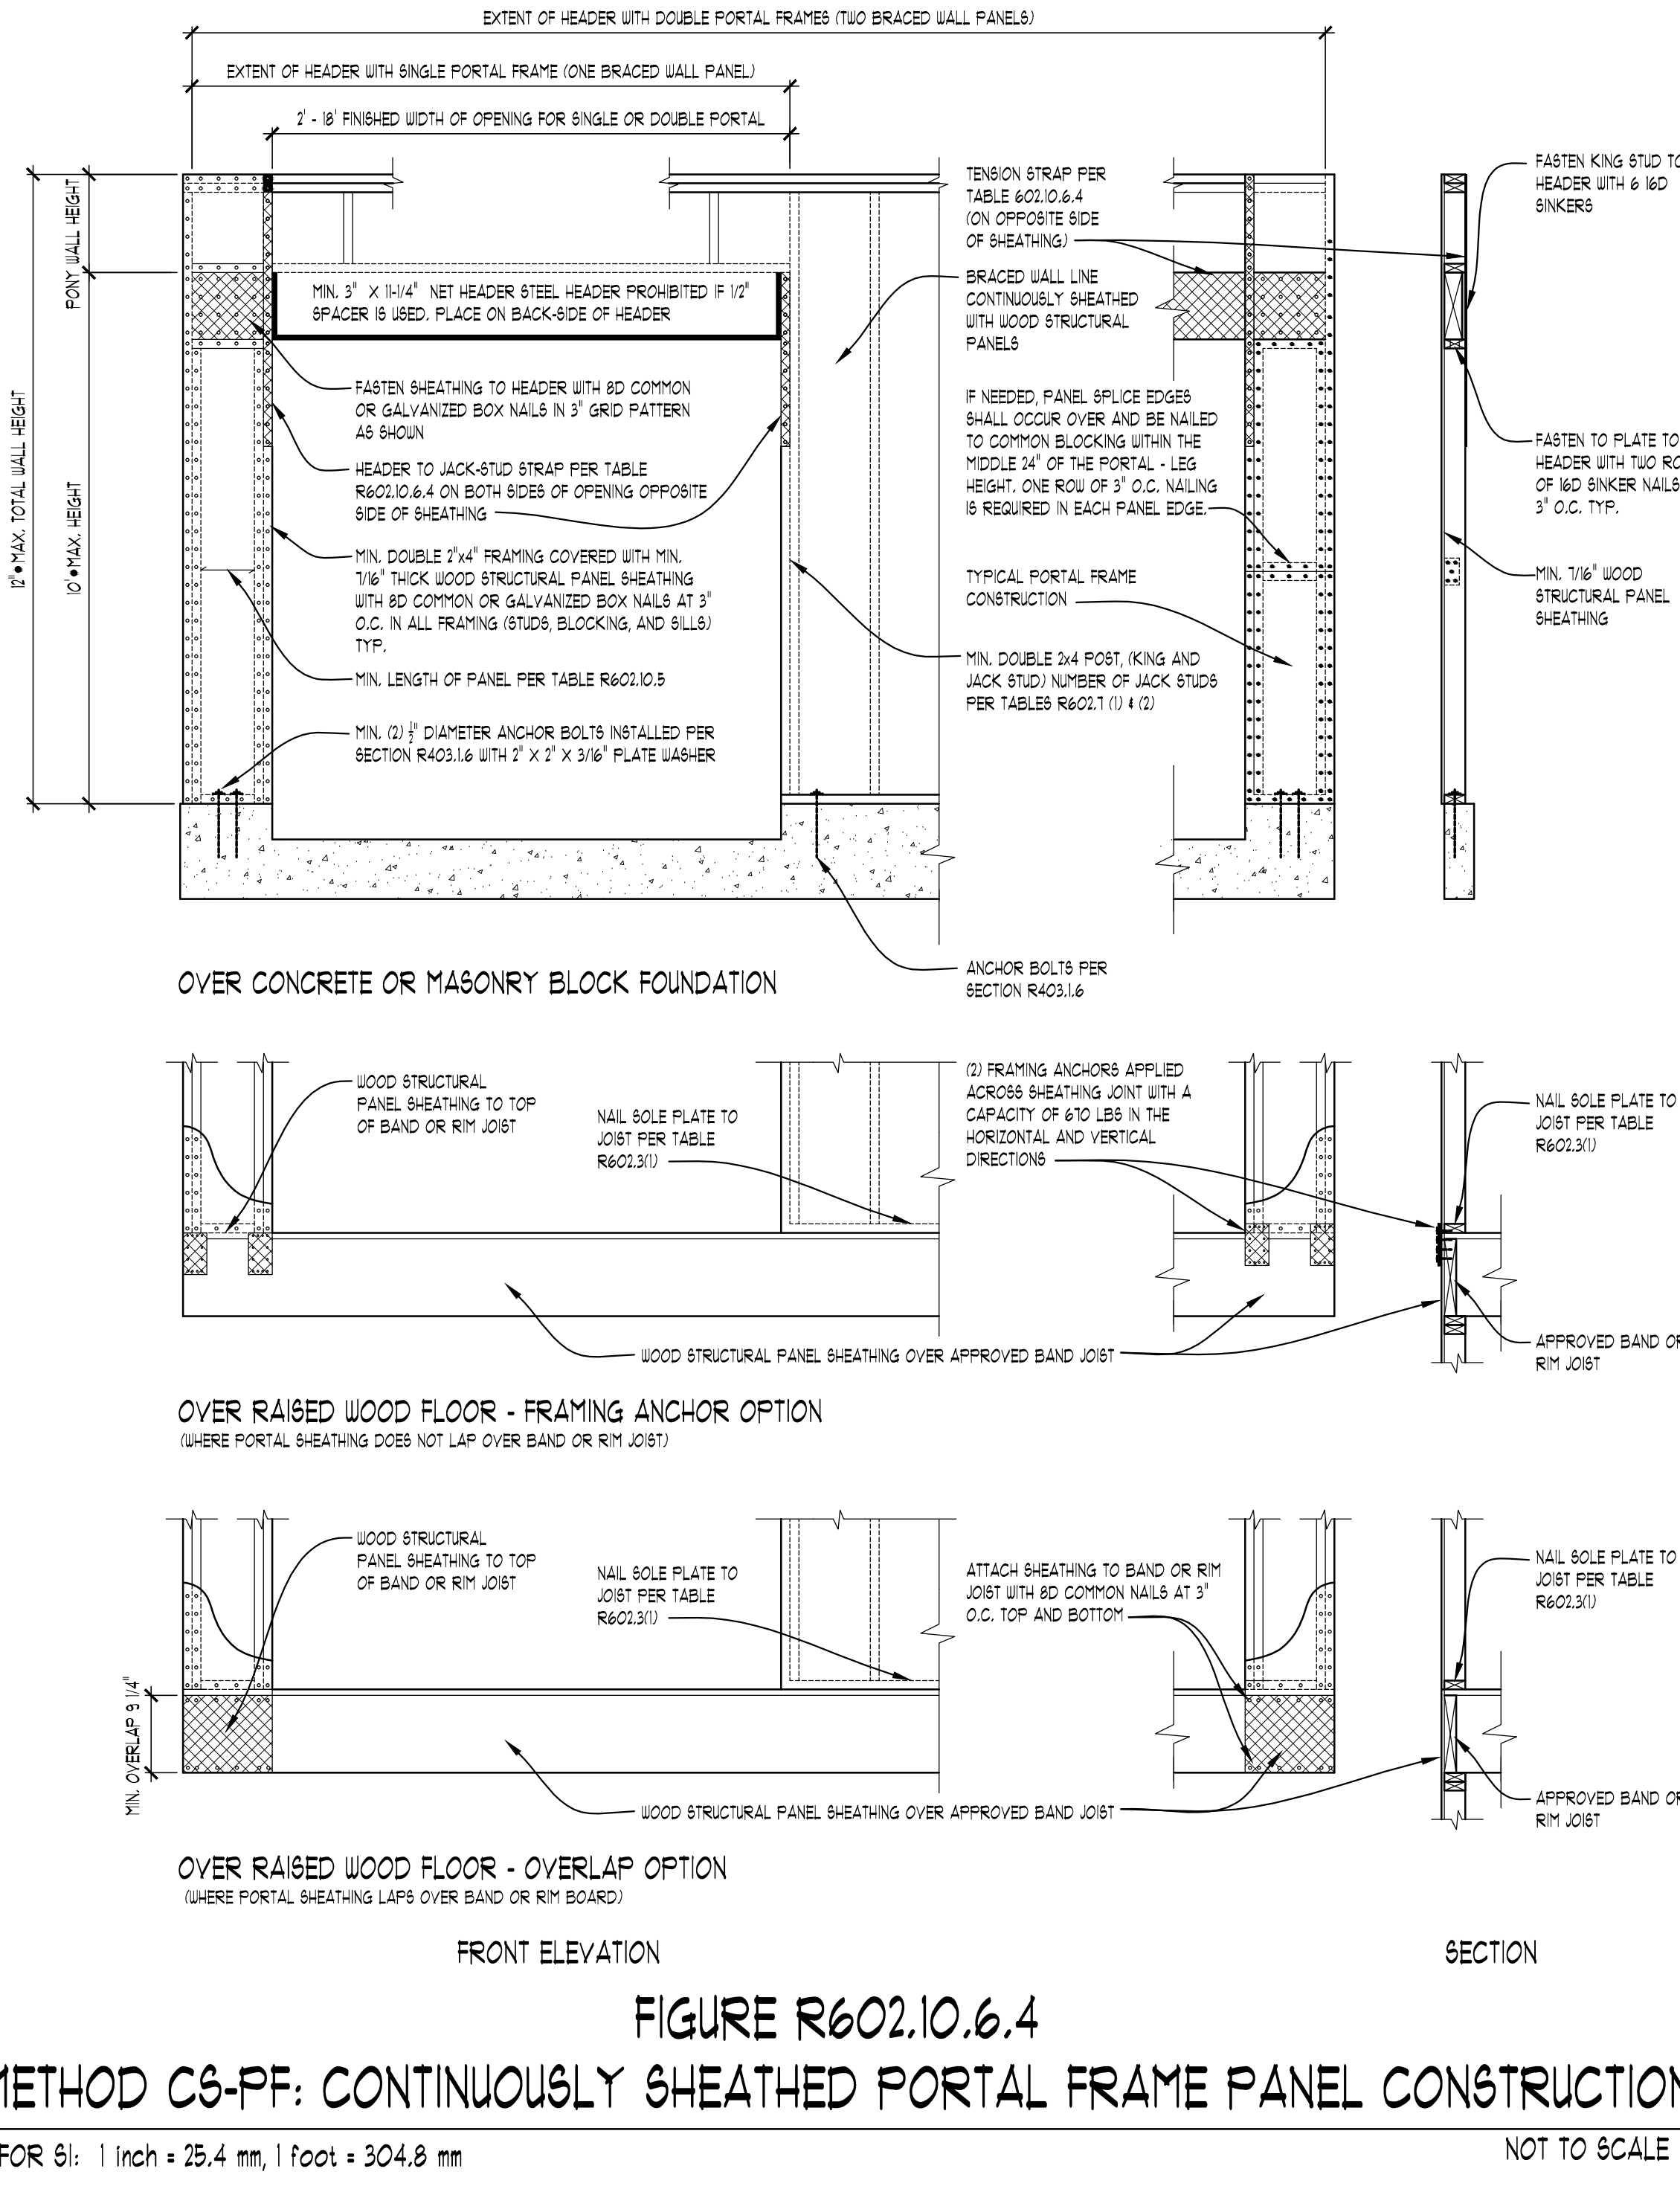 EXTENT OF HEADER WITH DOUBLE PORTAL FRAMES (TWO BRACED WALL PANELS)
EXTENT OF HEADER WITH SINGLE PORTAL FRAME (ONE BRACED WALL PANEL)
2' - 18' FINISHED WIDTH OF OPENING FOR SINGLE OR DOUBLE PORTAL
12"• MAX. TOTAL WALL HEIGHT
PONY WALL HEIGHT
10'• MAX. HEIGHT
MIN. 3" X 11-1/4" NET HEADER STEEL HEADER PROHIBITED IF 1/2"
SPACER IS USED. PLACE ON BACK-SIDE OF HEADER
FASTEN SHEATHING TO HEADER WITH 8D COMMON
OR GALVANIZED BOX NAILS IN 3" GRID PATTERN
AS SHOWN
HEADER TO JACK-STUD STRAP PER TABLE
R602.10.6.4 ON BOTH SIDES OF OPENING OPPOSITE
SIDE OF SHEATHING
MIN. DOUBLE 2"x4" FRAMING COVERED WITH MIN.
7/16" THICK WOOD STRUCTURAL PANEL SHEATHING
WITH 8D COMMON OR GALVANIZED BOX NAILS AT 3"
O.C. IN ALL FRAMING (STUDS, BLOCKING, AND SILLS)
TYP.
MIN. LENGTH OF PANEL PER TABLE R602.10.5
MIN. (2) 1/2" DIAMETER ANCHOR BOLTS INSTALLED PER
SECTION R403.1.6 WITH 2" X 2" X 3/16" PLATE WASHER
TENSION STRAP PER
TABLE 602.10.6.4
(ON OPPOSITE SIDE
OF SHEATHING)
BRACED WALL LINE
CONTINUOUSLY SHEATHED
WITH WOOD STRUCTURAL
PANELS
IF NEEDED, PANEL SPLICE EDGES
SHALL OCCUR OVER AND BE NAILED
TO COMMON BLOCKING WITHIN THE
MIDDLE 24" OF THE PORTAL - LEG
HEIGHT. ONE ROW OF 3" O.C. NAILING
IS REQUIRED IN EACH PANEL EDGE.
TYPICAL PORTAL FRAME
CONSTRUCTION
MIN. DOUBLE 2x4 POST, (KING AND
JACK STUD) NUMBER OF JACK STUDS
PER TABLES R602.7 (1) & (2)
ANCHOR BOLTS PER
SECTION R403.1.6
FASTEN KING STUD TO
HEADER WITH 6 16D
SINKERS
FASTEN TO PLATE TO
HEADER WITH TWO RO
OF 16D SINKER NAILS
3" O.C. TYP.
MIN. 7/16" WOOD
STRUCTURAL PANEL
SHEATHING
OVER CONCRETE OR MASONRY BLOCK FOUNDATION
WOOD STRUCTURAL
PANEL SHEATHING TO TOP
OF BAND OR RIM JOIST
NAIL SOLE PLATE TO
JOIST PER TABLE
R602.3(1)
(2) FRAMING ANCHORS APPLIED
ACROSS SHEATHING JOINT WITH A
CAPACITY OF 670 LBS IN THE
HORIZONTAL AND VERTICAL
DIRECTIONS
NAIL SOLE PLATE TO
JOIST PER TABLE
R602.3(1)
WOOD STRUCTURAL PANEL SHEATHING OVER APPROVED BAND JOIST
APPROVED BAND OR
RIM JOIST
OVER RAISED WOOD FLOOR - FRAMING ANCHOR OPTION
(WHERE PORTAL SHEATHING DOES NOT LAP OVER BAND OR RIM JOIST)
WOOD STRUCTURAL
PANEL SHEATHING TO TOP
OF BAND OR RIM JOIST
NAIL SOLE PLATE TO
JOIST PER TABLE
R602.3(1)
ATTACH SHEATHING TO BAND OR RIM
JOIST WITH 8D COMMON NAILS AT 3"
O.C. TOP AND BOTTOM
NAIL SOLE PLATE TO
JOIST PER TABLE
R602.3(1)
MIN. OVERLAP 9 1/4"
WOOD STRUCTURAL PANEL SHEATHING OVER APPROVED BAND JOIST
APPROVED BAND OR
RIM JOIST
OVER RAISED WOOD FLOOR - OVERLAP OPTION
(WHERE PORTAL SHEATHING LAPS OVER BAND OR RIM BOARD)
FRONT ELEVATION
SECTION
FIGURE R602.10.6.4
METHOD CS-PF: CONTINUOUSLY SHEATHED PORTAL FRAME PANEL CONSTRUCTION
FOR SI: 1 inch = 25.4 mm, 1 foot = 304.8 mm
NOT TO SCALE